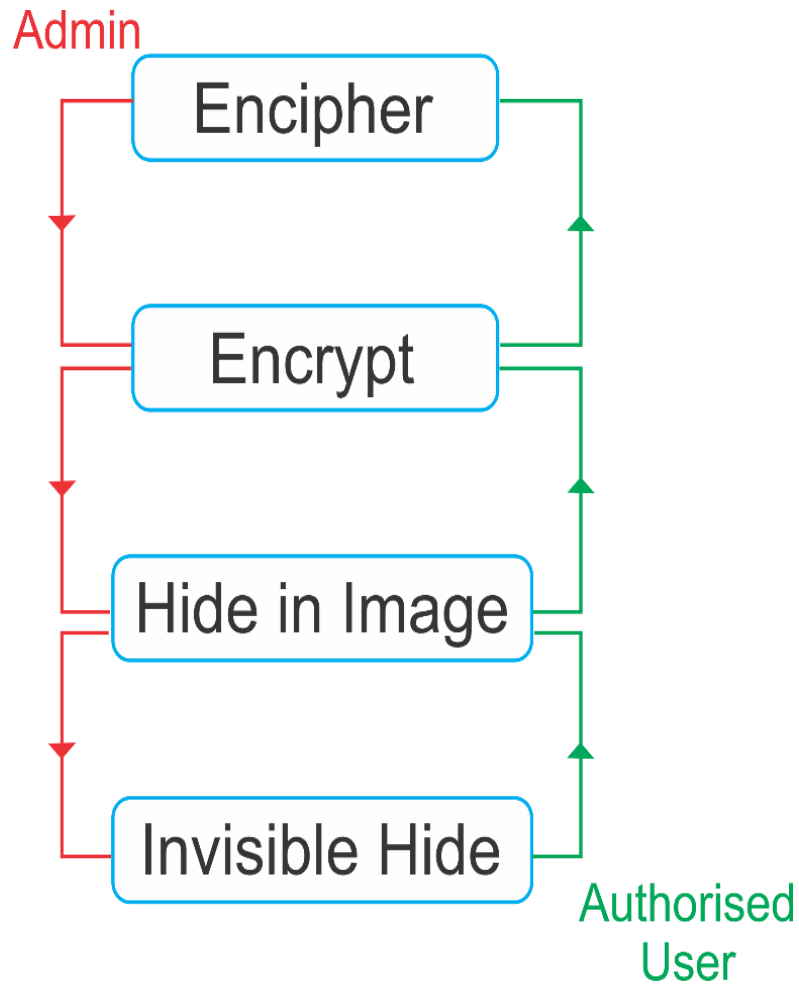 Admin
Encipher
Encrypt
Hide in Image
Invisible Hide
Authorised
User